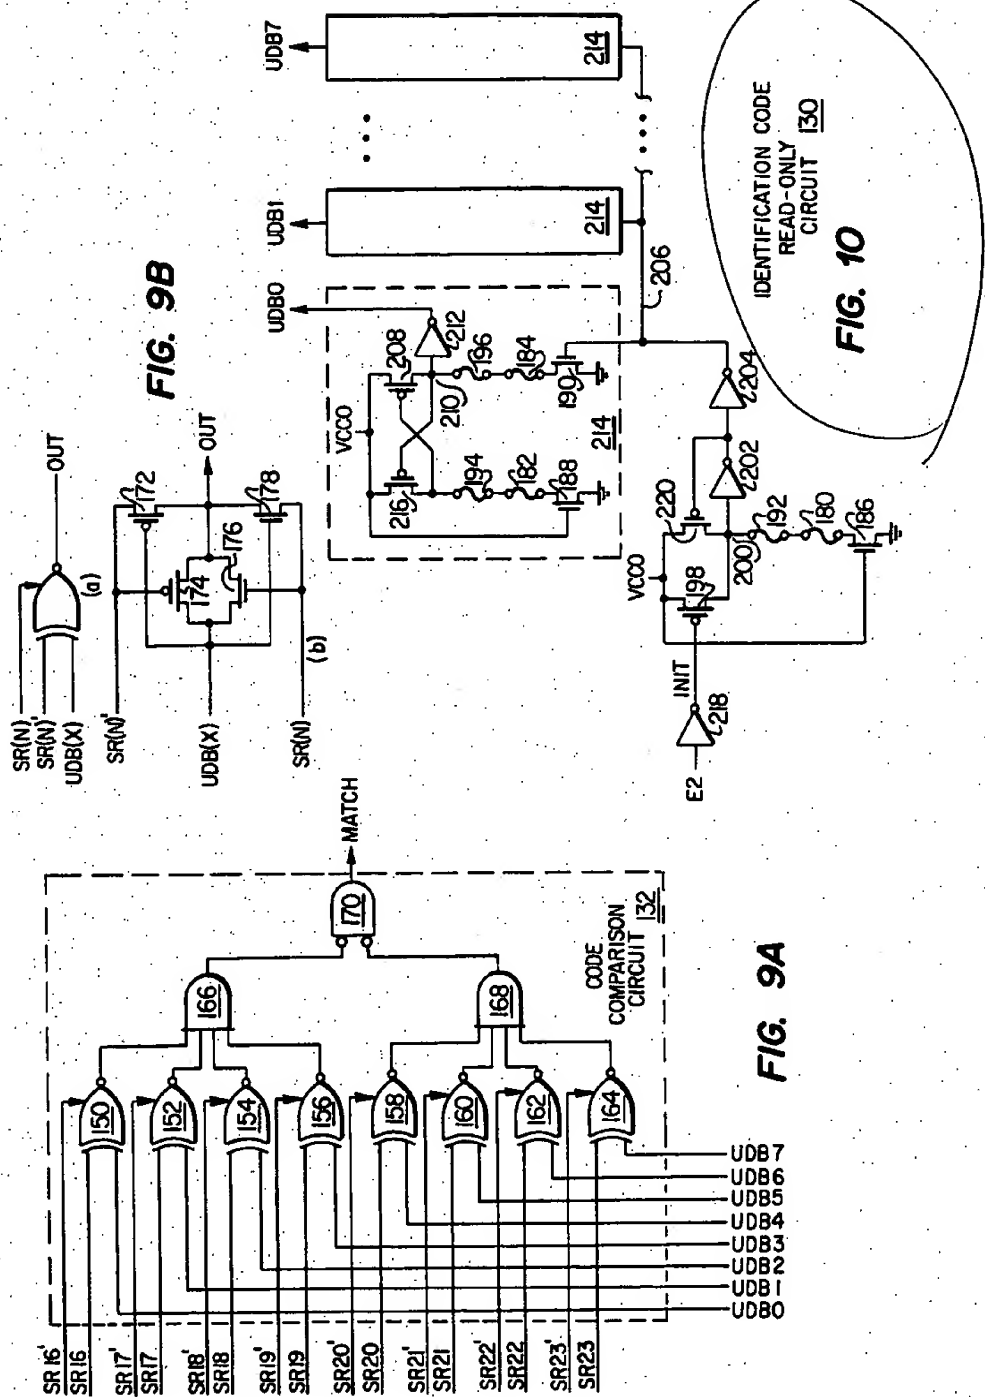 FIG. 9A
SR16'
SR16
SR17'
SR17
SR18'
SR18
SR19'
SR19
SR20'
SR20
SR21'
SR21
SR22'
SR22
SR23'
SR23
150
152
154
156
158
160
162
164
166
168
170
MATCH
CODE
COMPARISON
CIRCUIT 132
UDB7
UDB6
UDB5
UDB4
UDB3
UDB2
UDB1
UDB0
FIG. 9B
SR(N)
SR(N)'
UDB(X)
OUT
(a)
SR(N)'
UDB(X)
SR(N)
172
174
176
178
OUT
(b)
UDB0
UDB1
UDB7
VCC0
216
208
210
212
194
196
182
184
188
190
214
214
214
206
E2
218
INIT
VCC0
198
220
200
202
204
192
180
186
IDENTIFICATION CODE
READ-ONLY
CIRCUIT 130
FIG. 10